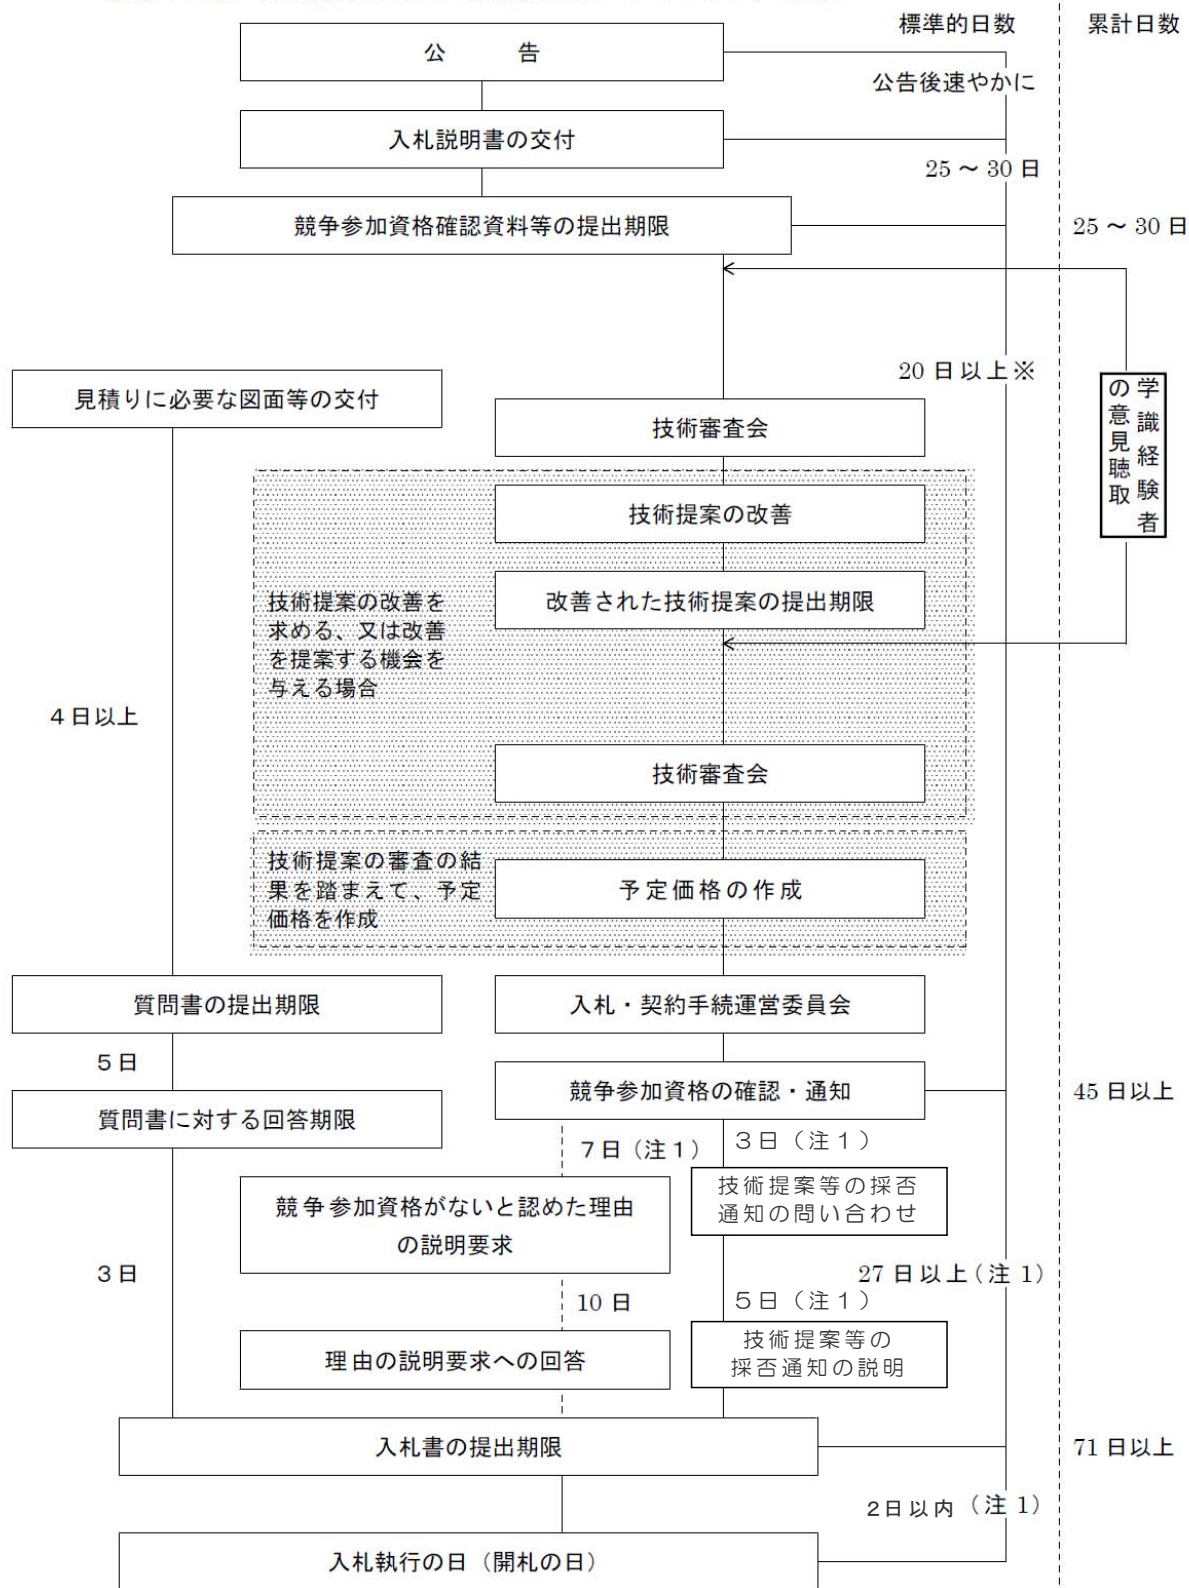 標準的日数
累計日数
公　　告
公告後速やかに
入札説明書の交付
25 ～ 30 日
競争参加資格確認資料等の提出期限
25 ～ 30 日
20 日以上※
見積りに必要な図面等の交付
学識経験者
の意見聴取
技術審査会
技術提案の改善
技術提案の改善を
求める、又は改善
を提案する機会を
与える場合
改善された技術提案の提出期限
４日以上
技術審査会
技術提案の審査の結
果を踏まえて、予定
価格を作成
予定価格の作成
質問書の提出期限
入札・契約手続運営委員会
５日
競争参加資格の確認・通知
45 日以上
質問書に対する回答期限
７日（注１）
３日（注１）
競争参加資格がないと認めた理由
の説明要求
技術提案等の採否
通知の問い合わせ
３日
27 日以上（注 1）
10 日
５日（注１）
理由の説明要求への回答
技術提案等の
採否通知の説明
入札書の提出期限
71 日以上
2日以内（注 1）
入札執行の日（開札の日）